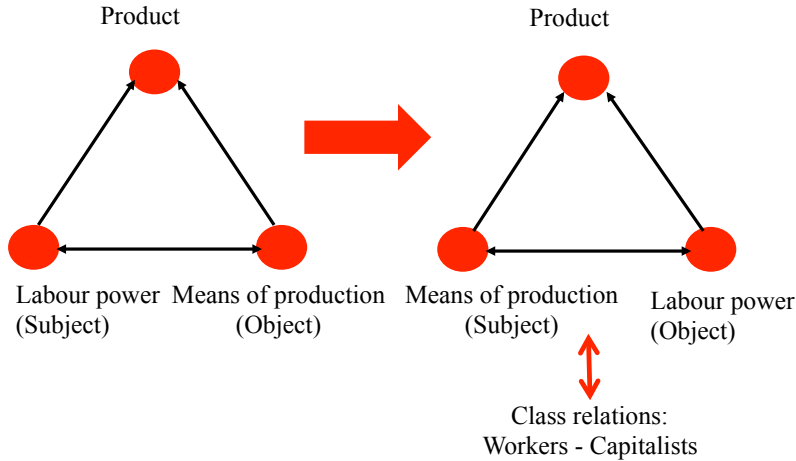 Product
Labour power
(Subject)
Means of production
(Object)
Product
Means of production
(Subject)
Labour power
(Object)
Class relations:
Workers - Capitalists